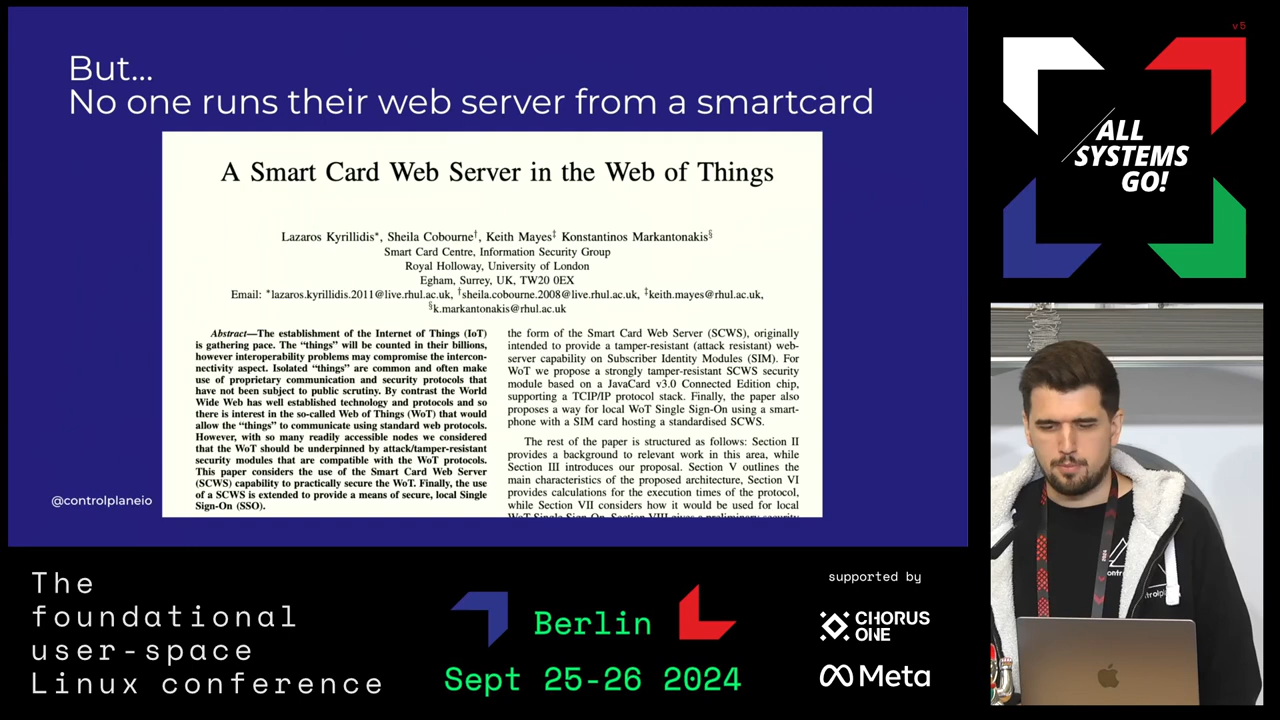 But...
No one runs their web server from a smartcard
A Smart Card Web Server in the Web of Things
Lazaros Kyrillidis*, Sheila Cobourne†, Keith Mayes‡ Konstantinos Markantonakis§
Smart Card Centre, Information Security Group
Royal Holloway, University of London
Egham, Surrey, UK, TW20 0EX
Email: *lazaros.kyrillidis.2011@live.rhul.ac.uk, †sheila.cobourne.2008@live.rhul.ac.uk, ‡keith.mayes@rhul.ac.uk,
§k.markantonakis@rhul.ac.uk
Abstract—The establishment of the Internet of Things (IoT)
is gathering pace. The “things” will be counted in their billions,
however interoperability problems may compromise the intercon-
nectivity aspect. Isolated “things” are common and often make
use of proprietary communication and security protocols that
have not been subject to public scrutiny. By contrast the World
Wide Web has well established technology and protocols and so
there is interest in the so-called Web of Things (WoT) that would
allow the “things” to communicate using standard web protocols.
However, with so many readily accessible nodes we considered
that the WoT should be underpinned by attack/tamper-resistant
security modules that are compatible with the WoT protocols.
This paper considers the use of the Smart Card Web Server
(SCWS) capability to practically secure the WoT. Finally, the use
of a SCWS is extended to provide a means of secure, local Single
Sign-On (SSO).
the form of the Smart Card Web Server (SCWS), originally
intended to provide a tamper-resistant (attack resistant) web-
server capability on Subscriber Identity Modules (SIM). For
WoT we propose a strongly tamper-resistant SCWS security
module based on a JavaCard v3.0 Connected Edition chip,
supporting a TCIP/IP protocol stack. Finally, the paper also
proposes a way for local WoT Single Sign-On using a smart-
phone with a SIM card hosting a standardised SCWS.
The rest of the paper is structured as follows: Section II
provides a background to relevant work in this area, while
Section III introduces our proposal. Section V outlines the
main characteristics of the proposed architecture, Section VI
provides calculations for the execution times of the protocol,
while Section VII considers how it would be used for local
WoT Single Sign-On. Section VIII gives a preliminary security
@controlplaneio
v5
ALL
SYSTEMS
GO!
The
foundational
user-space
Linux conference
Berlin
Sept 25-26 2024
supported by
CHORUS
ONE
Meta